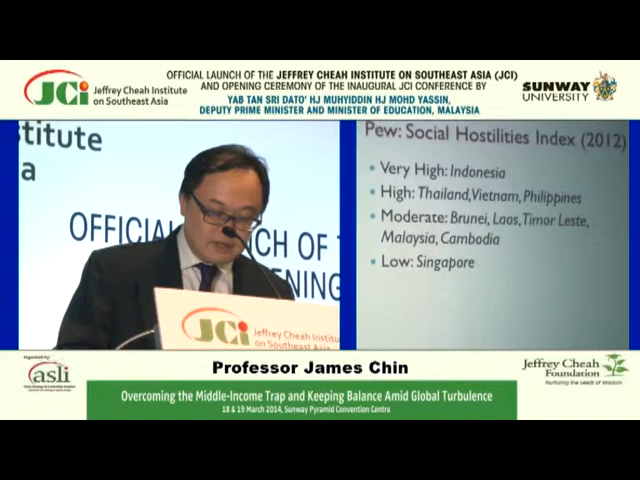 JCi
Jeffrey Cheah Institute
on Southeast Asia
OFFICIAL LAUNCH OF THE JEFFREY CHEAH INSTITUTE ON SOUTHEAST ASIA (JCI)
AND OPENING CEREMONY OF THE INAUGURAL JCI CONFERENCE BY
YAB TAN SRI DATO' HJ MUHYIDDIN HJ MOHD YASSIN,
DEPUTY PRIME MINISTER AND MINISTER OF EDUCATION, MALAYSIA
SUNWAY
UNIVERSITY
stitute
a
OFFICIAL LAUNCH OF
ENING
JCi
Jeffrey Cheah Institu
on Southeast As
Pew: Social Hostilities Index (2012)
• Very High: Indonesia
• High: Thailand, Vietnam, Philippines
• Moderate: Brunei, Laos, Timor Leste,
Malaysia, Cambodia
• Low: Singapore
Organised by:
asli
Professor James Chin
Jeffrey Cheah
Foundation
Nurturing the Seeds of Wisdom
Overcoming the Middle-Income Trap and Keeping Balance Amid Global Turbulence
18 & 19 March 2014, Sunway Pyramid Convention Centre